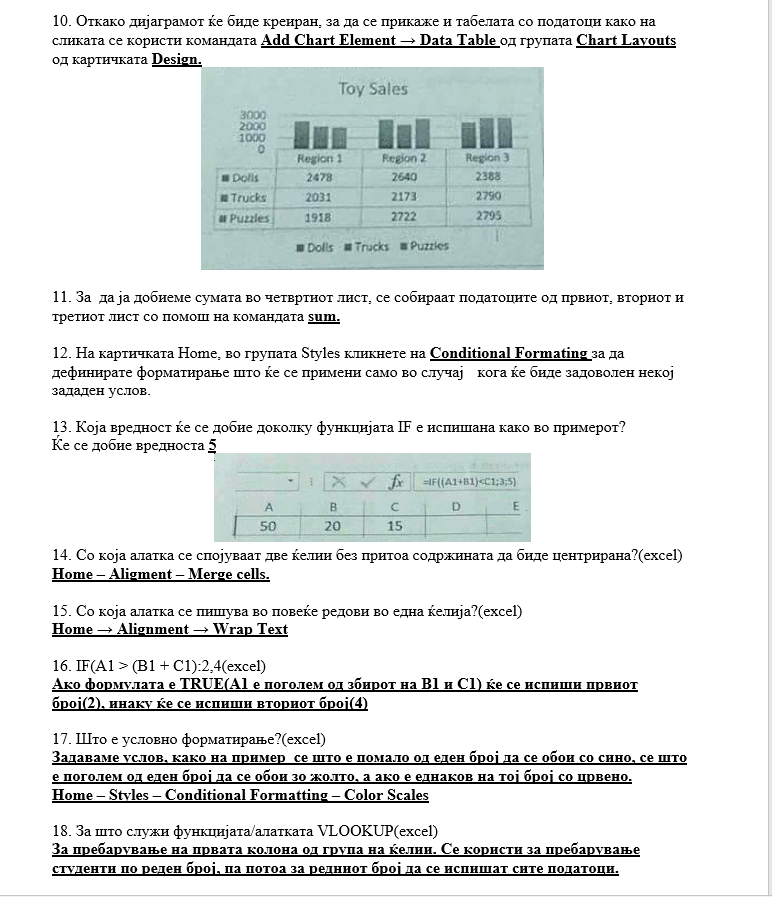 10. Откако дијаграмот ќе биде креиран, за да се прикаже и табелата со податоци како на
сликата се користи командата Add Chart Element → Data Table од групата Chart Layouts
од картичката Design.
Toy Sales
3000
2000
1000
0
Region 1 Region 2 Region 3
Dolls 2478 2640 2388
Trucks 2031 2173 2790
Puzzles 1918 2722 2795
Dolls Trucks Puzzles
11. За да ја добиеме сумата во четвртиот лист, се собираат податоците од првиот, вториот и
третиот лист со помош на командата sum.
12. На картичката Home, во групата Styles кликнете на Conditional Formating за да
дефинирате форматирање што ќе се примени само во случај кога ќе биде задоволен некој
зададен услов.
13. Која вредност ќе се добие доколку функцијата IF е испишана како во примерот?
Ќе се добие вредноста 5
fx =IF((A1+B1)<C1;3;5)
A B C D E
50 20 15
14. Со која алатка се спојуваат две ќелии без притоа содржината да биде центрирана?(excel)
Home – Aligment – Merge cells.
15. Со која алатка се пишува во повеќе редови во една ќелија?(excel)
Home → Alignment → Wrap Text
16. IF(A1 > (B1 + C1):2,4(excel)
Ако формулата е TRUE(A1 е поголем од збирот на B1 и C1) ќе се испиши првиот
број(2), инаку ќе се испиши вториот број(4)
17. Што е условно форматирање?(excel)
Задаваме услов, како на пример се што е помало од еден број да се обои со сино, се што
е поголем од еден број да се обои зо жолто, а ако е еднаков на тој број со црвено.
Home – Styles – Conditional Formatting – Color Scales
18. За што служи функцијата/алатката VLOOKUP(excel)
За пребарување на првата колона од група на ќелии. Се користи за пребарување
студенти по реден број, па потоа за редниот број да се испишат сите податоци.